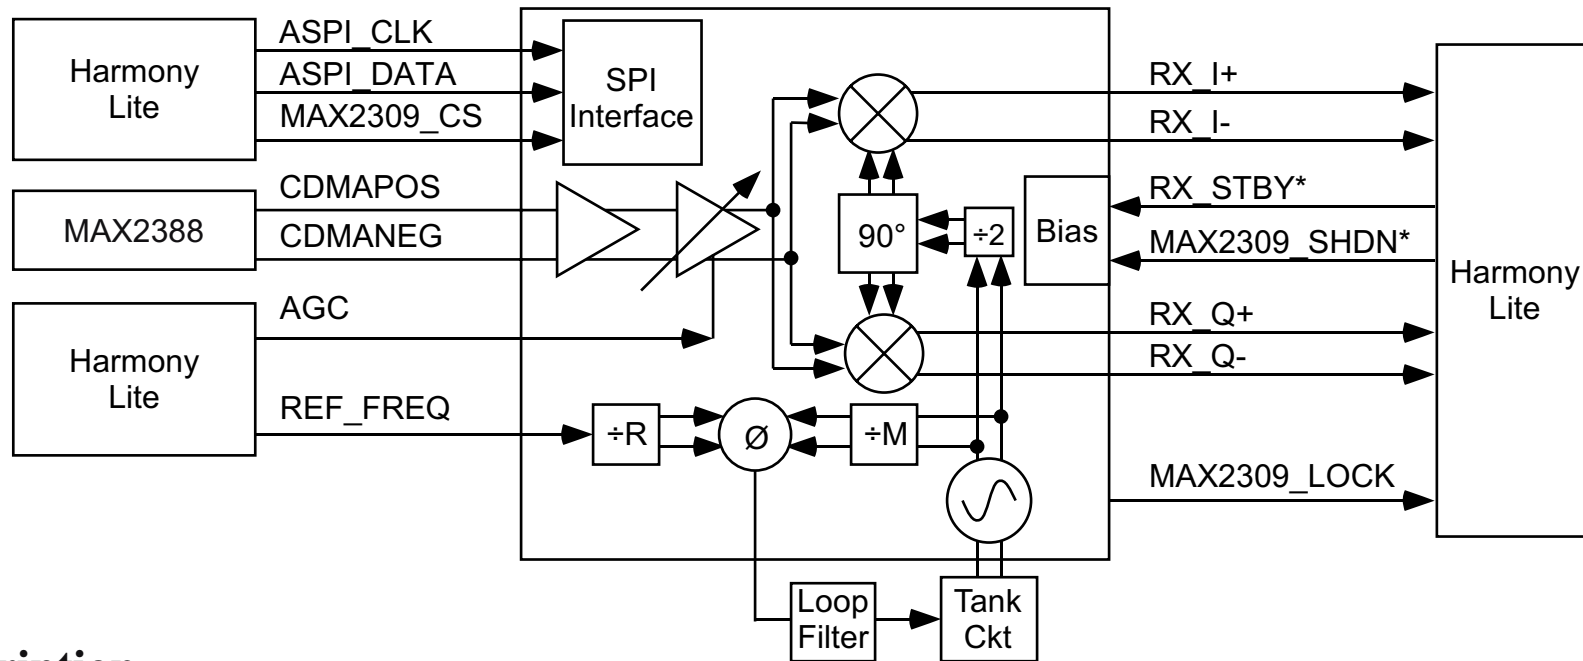 Harmony
Lite
ASPI_CLK
ASPI_DATA
MAX2309_CS
SPI
Interface
MAX2388
CDMAPOS
CDMANEG
Harmony
Lite
AGC
REF_FREQ
÷R
Ø
÷M
90°
÷2
Bias
RX_I+
RX_I-
RX_STBY*
MAX2309_SHDN*
RX_Q+
RX_Q-
MAX2309_LOCK
Harmony
Lite
Loop
Filter
Tank
Ckt